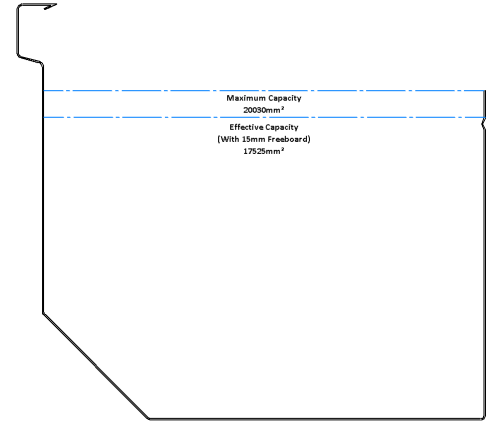 Maximum Capacity
20030mm²
Effective Capacity
(With 15mm Freeboard)
17525mm²